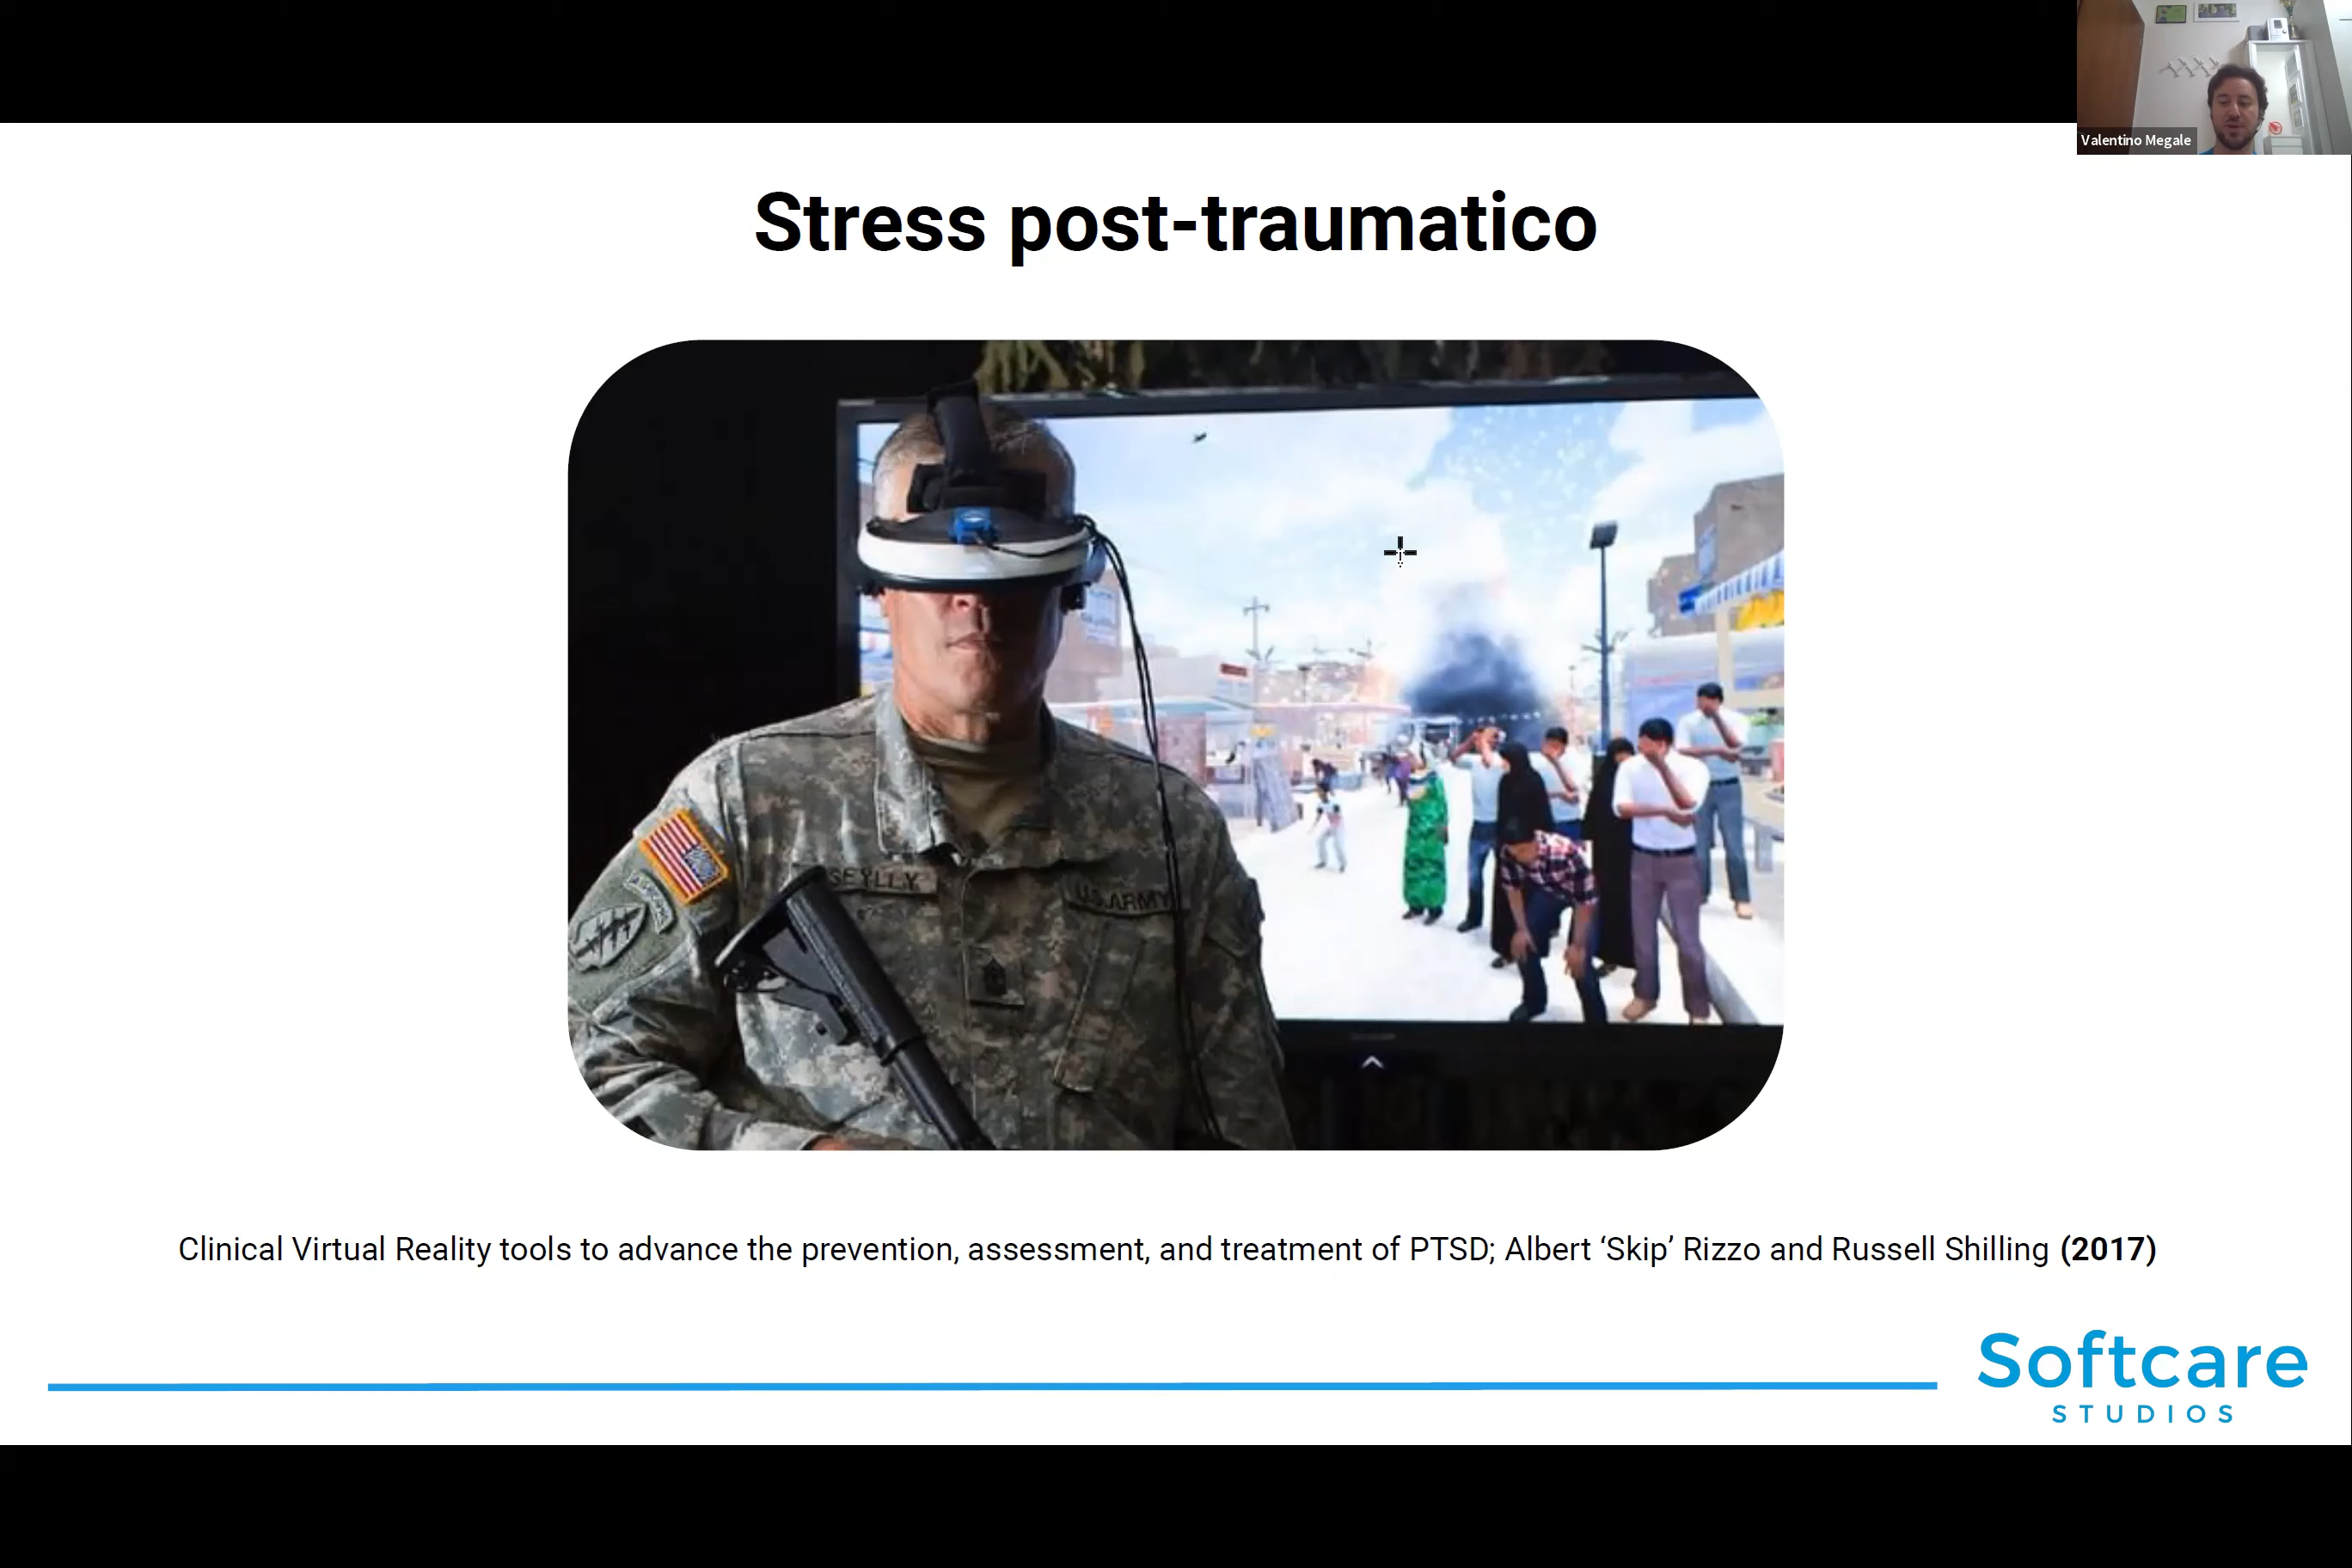 Valentino Megale
Stress post-traumatico
U.S. ARMY
Clinical Virtual Reality tools to advance the prevention, assessment, and treatment of PTSD; Albert ‘Skip’ Rizzo and Russell Shilling (2017)
Softcare
STUDIOS